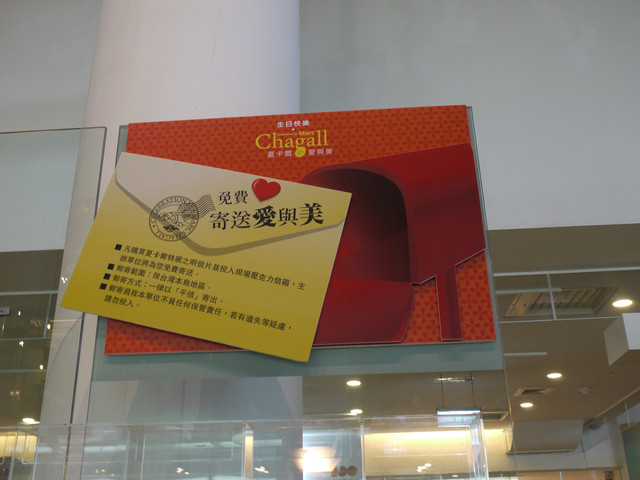 生日快樂
Marc
Chagall
夏卡爾 愛與美
免費
寄送愛與美
■ 凡購買夏卡爾特展之明信片並投入現場壓克力信箱，主
辦單位將為您免費寄送。
■ 郵寄範圍：限台灣本島地區。
■ 郵寄方式：一律以「平信」寄出。
■ 郵寄過程本單位不負任何保管責任，若有遺失等疑慮，
請勿投入。